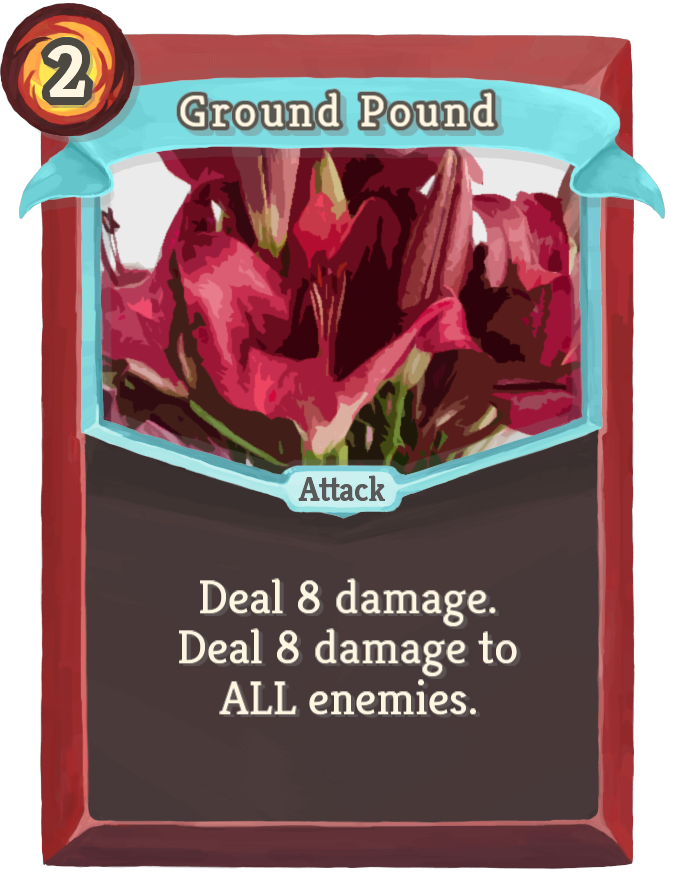 2
Ground Pound
Attack
Deal 8 damage.
Deal 8 damage to
ALL enemies.